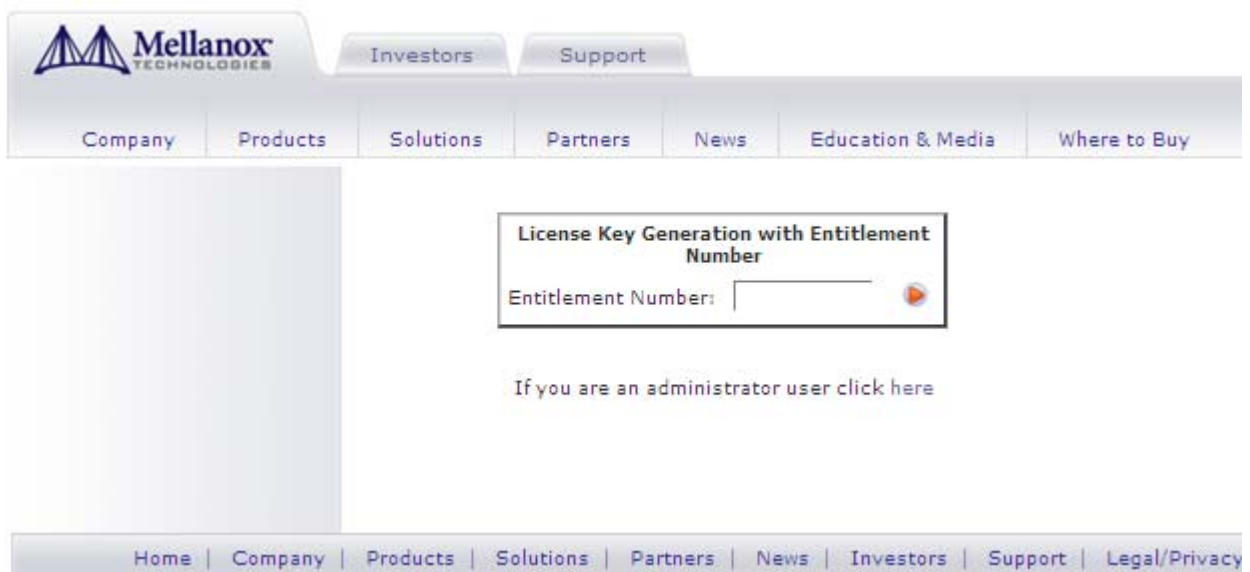 Mellanox
TECHNOLOGIES
Investors
Support
Company
Products
Solutions
Partners
News
Education & Media
Where to Buy
License Key Generation with Entitlement
Number
Entitlement Number:
If you are an administrator user click here
Home | Company | Products | Solutions | Partners | News | Investors | Support | Legal/Privacy